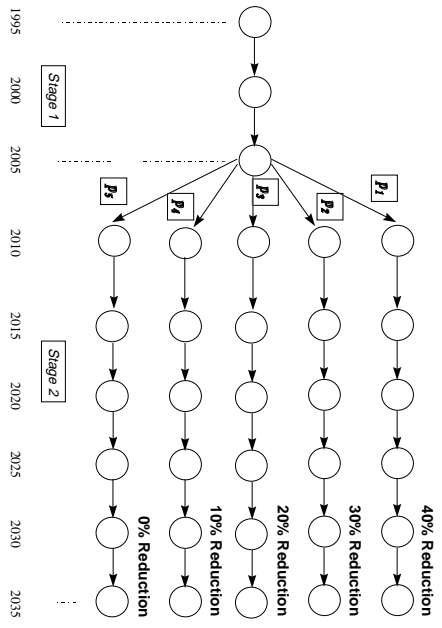 1995
2000
2005
2010
2015
2020
2025
2030
2035
Stage 1
Stage 2
p1
p2
p3
p4
p5
40% Reduction
30% Reduction
20% Reduction
10% Reduction
0% Reduction